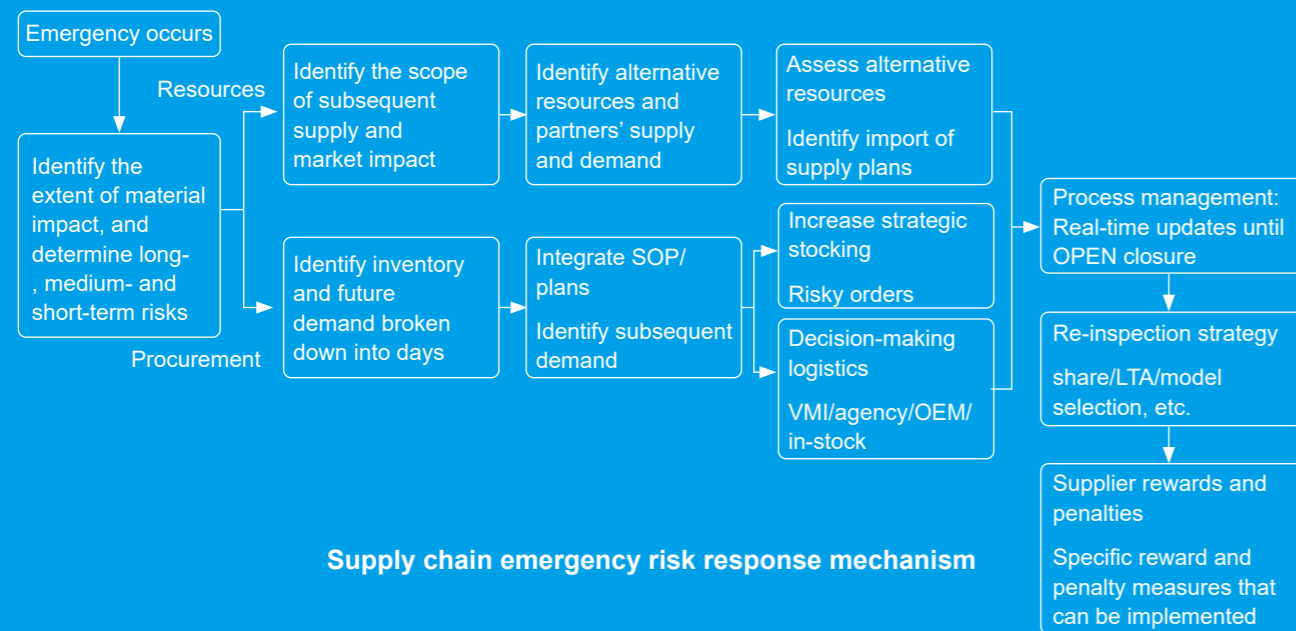 Emergency occurs
Resources
Identify the
extent of material
impact, and
determine long-
, medium- and
short-term risks
Procurement
Identify the scope
of subsequent
supply and
market impact
Identify alternative
resources and
partners’ supply
and demand
Assess alternative
resources
Identify import of
supply plans
Identify inventory
and future
demand broken
down into days
Integrate SOP/
plans
Identify subsequent
demand
Increase strategic
stocking
Risky orders
Decision-making
logistics
VMI/agency/OEM/
in-stock
Process management:
Real-time updates until
OPEN closure
Re-inspection strategy
share/LTA/model
selection, etc.
Supplier rewards and
penalties
Specific reward and
penalty measures that
can be implemented
Supply chain emergency risk response mechanism